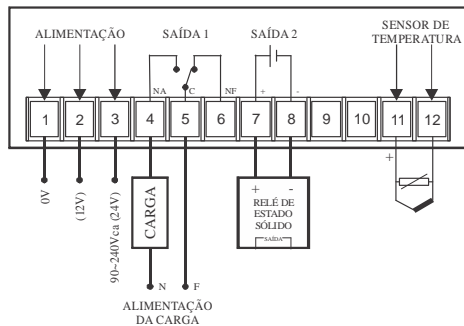 ALIMENTAÇÃO
SAÍDA 1
SAÍDA 2
SENSOR DE
TEMPERATURA
NA
C
NF
+
-
1
2
3
4
5
6
7
8
9
10
11
12
+
0V
(12V)
90~240Vca (24V)
CARGA
+
-
RELÉ DE
ESTADO
SÓLIDO
SAÍDA
N
F
ALIMENTAÇÃO
DA CARGA